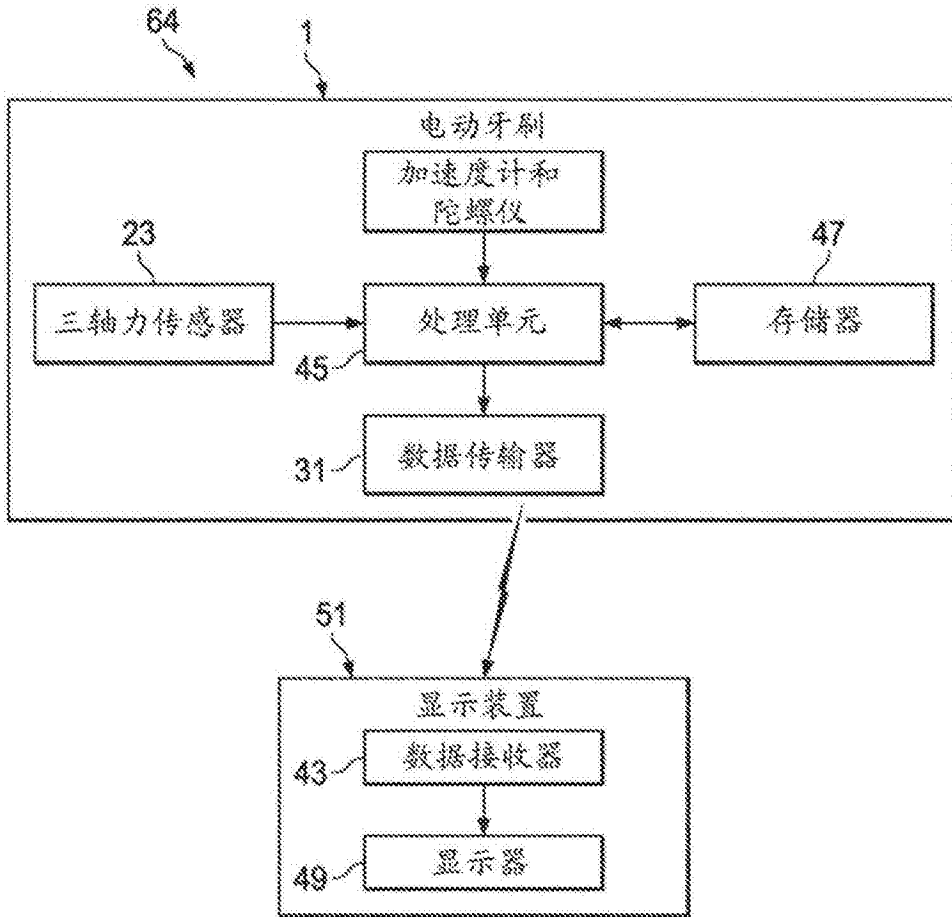 64
1
电动牙刷
加速度计和
陀螺仪
23
47
三轴力传感器
处理单元
存储器
45
31
数据传输器
51
显示装置
43
数据接收器
49
显示器